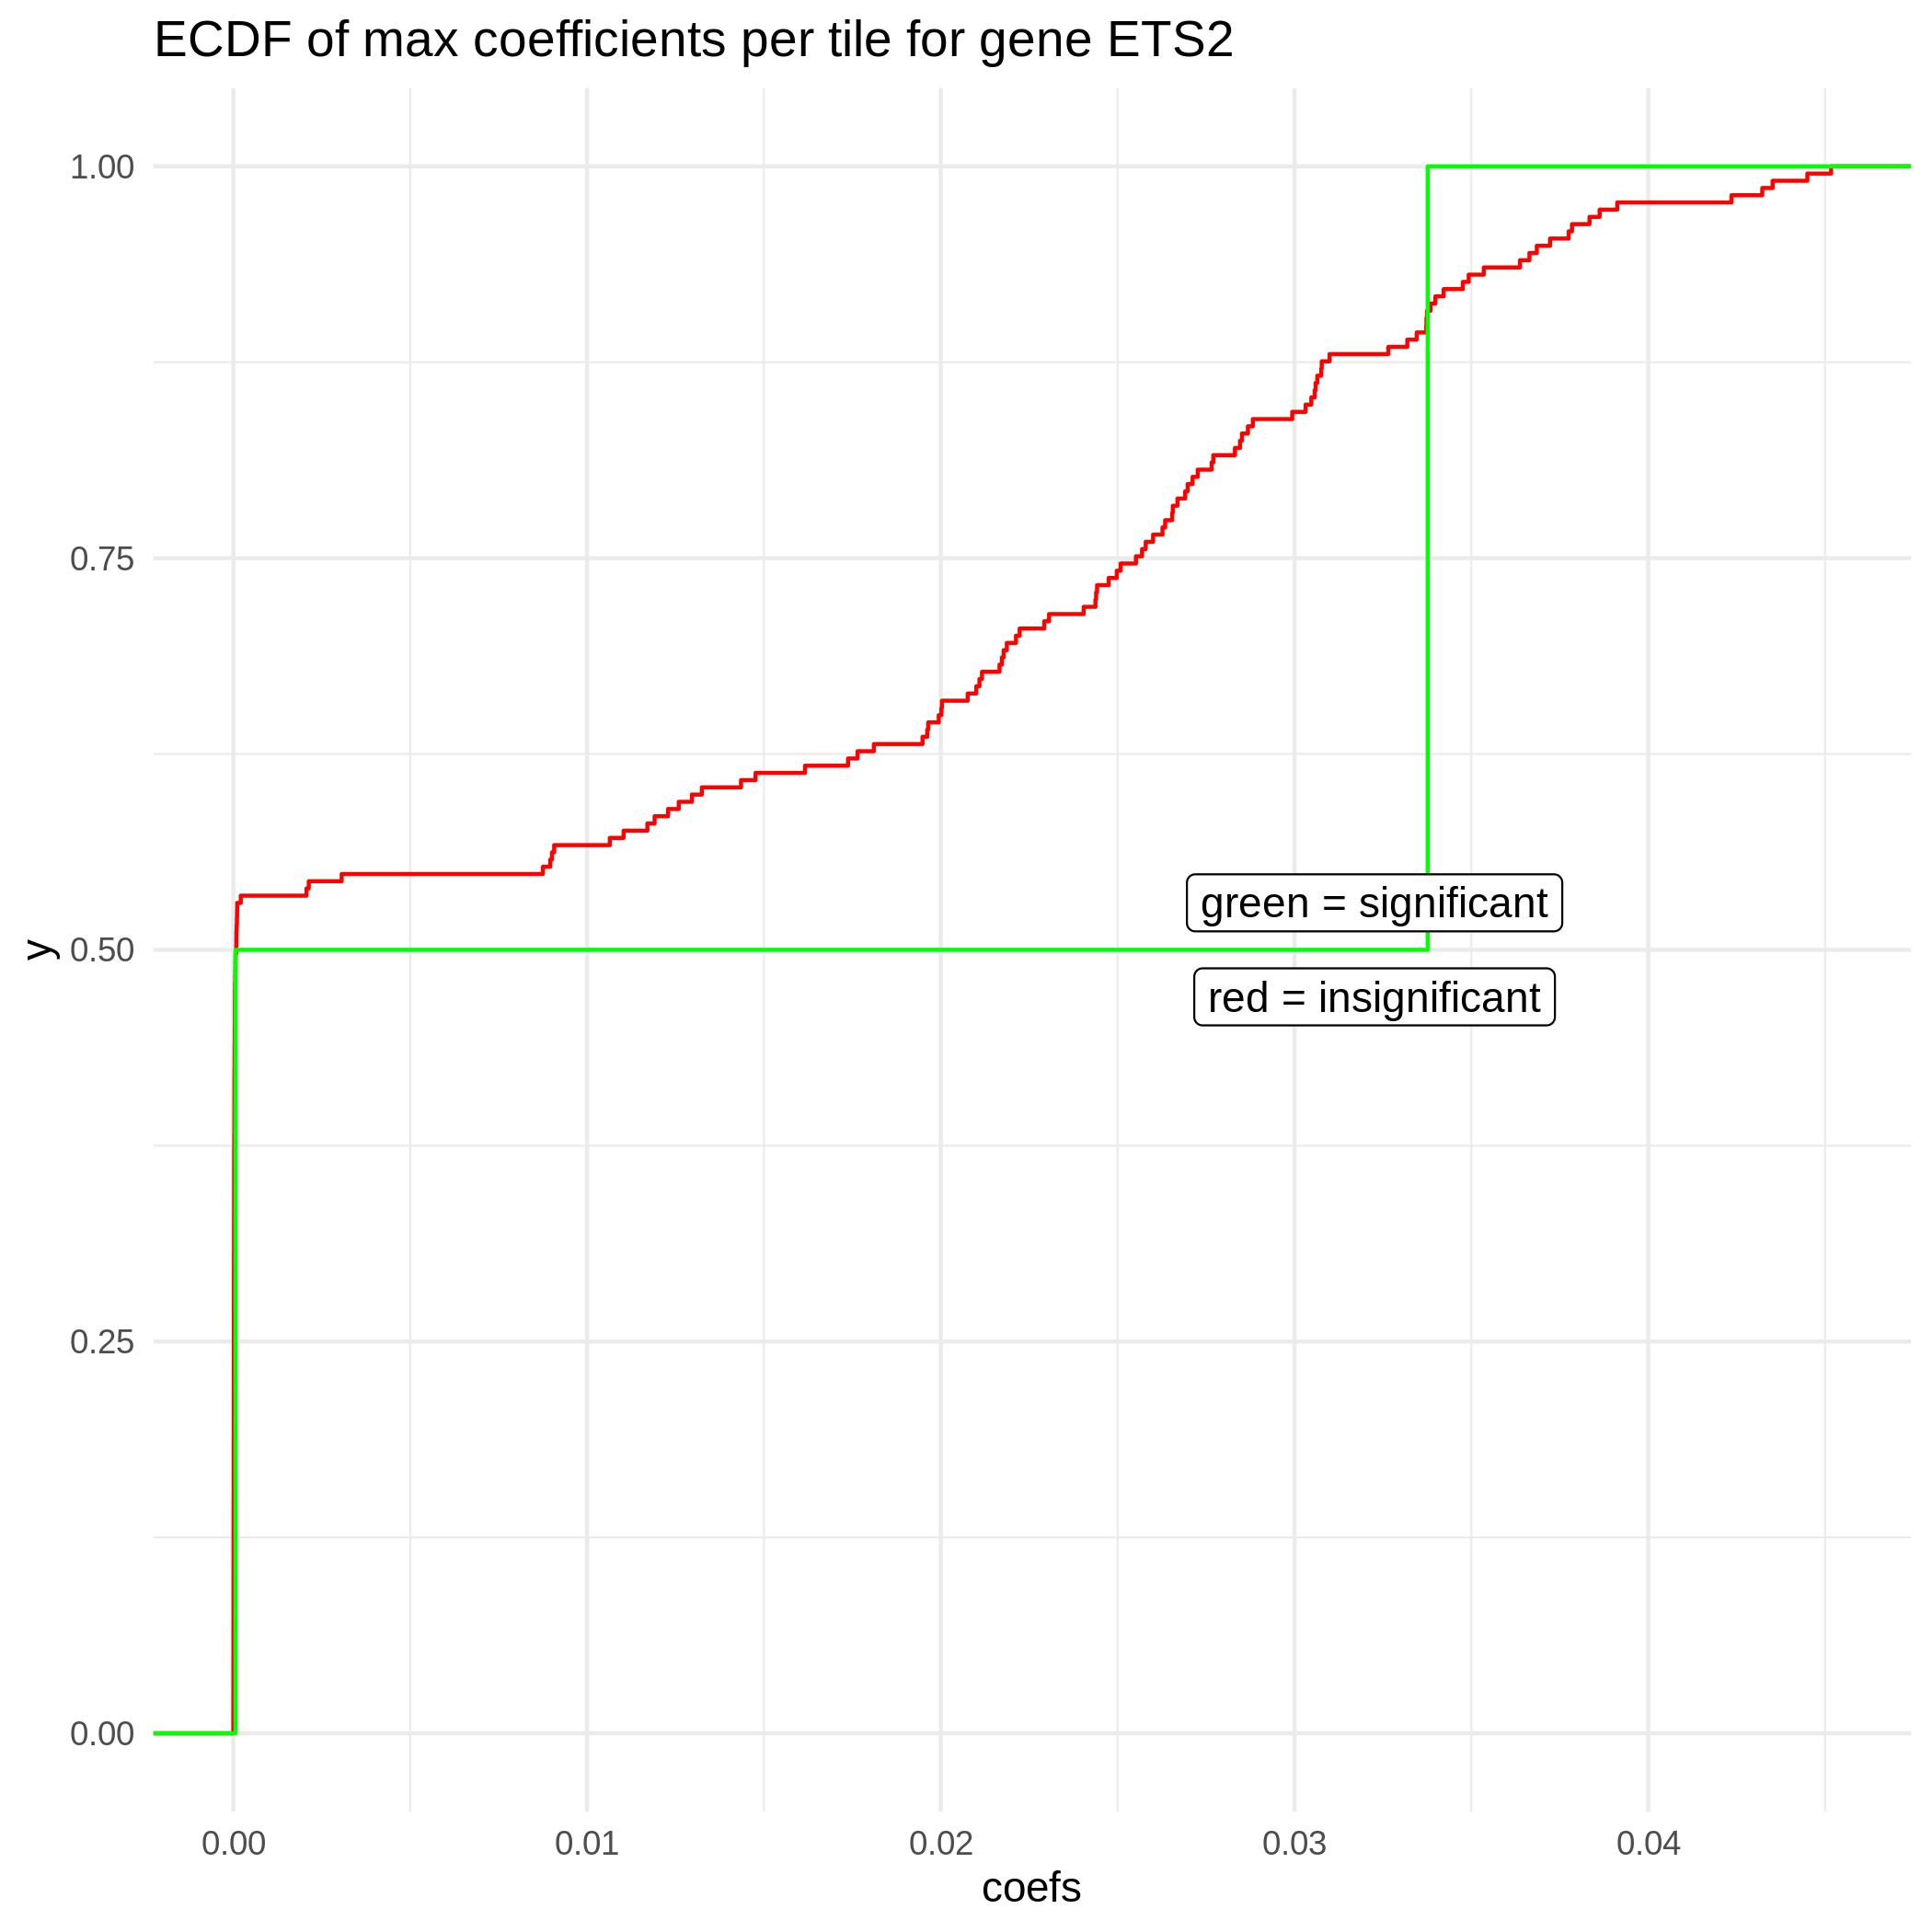 ECDF of max coefficients per tile for gene ETS2
1.00
0.75
0.50
0.25
0.00
y
green = significant
red = insignificant
0.00 0.01 0.02 0.03 0.04
coefs